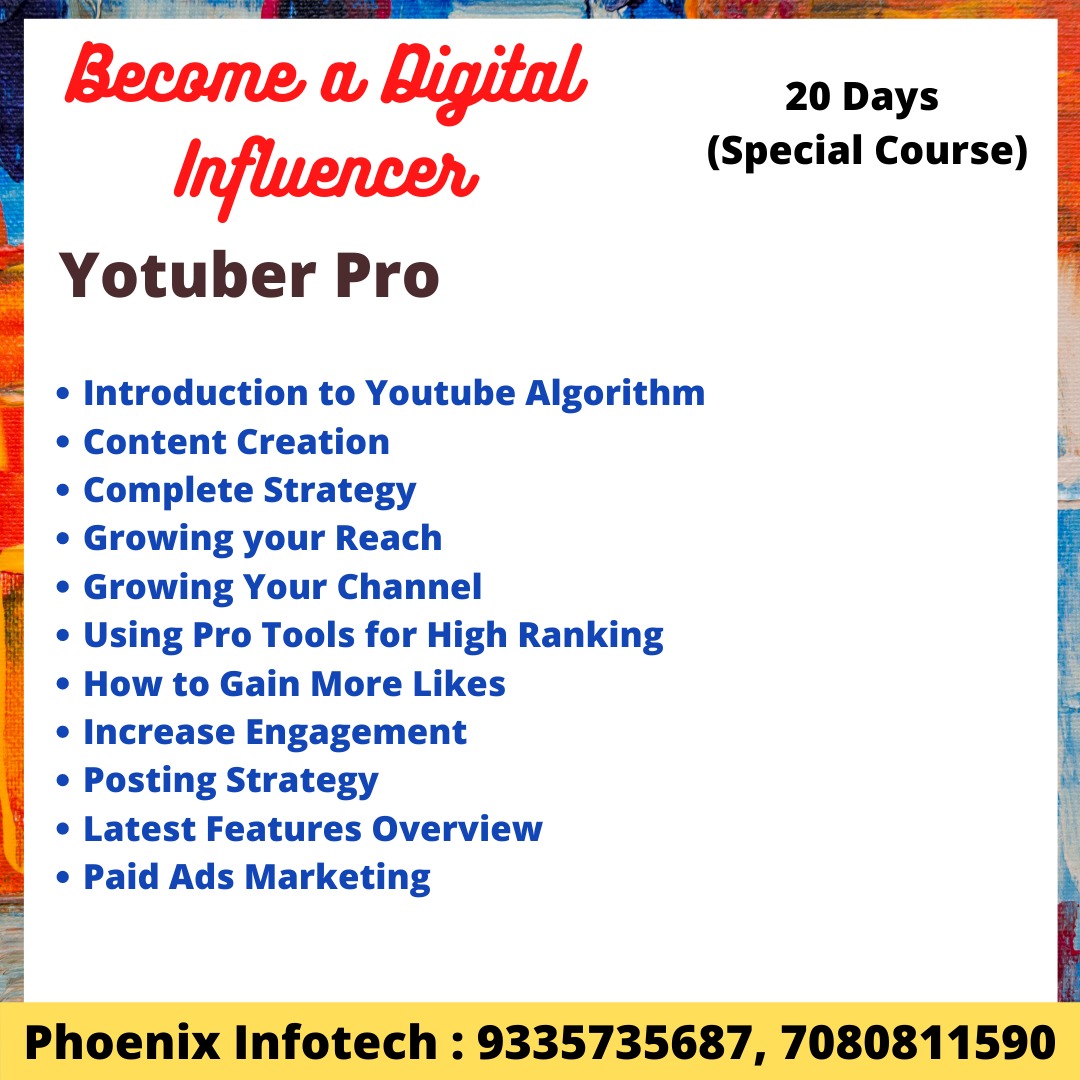 Become a Digital
Influencer
20 Days
(Special Course)
Yotuber Pro
• Introduction to Youtube Algorithm
• Content Creation
• Complete Strategy
• Growing your Reach
• Growing Your Channel
• Using Pro Tools for High Ranking
• How to Gain More Likes
• Increase Engagement
• Posting Strategy
• Latest Features Overview
• Paid Ads Marketing
Phoenix Infotech : 9335735687, 7080811590